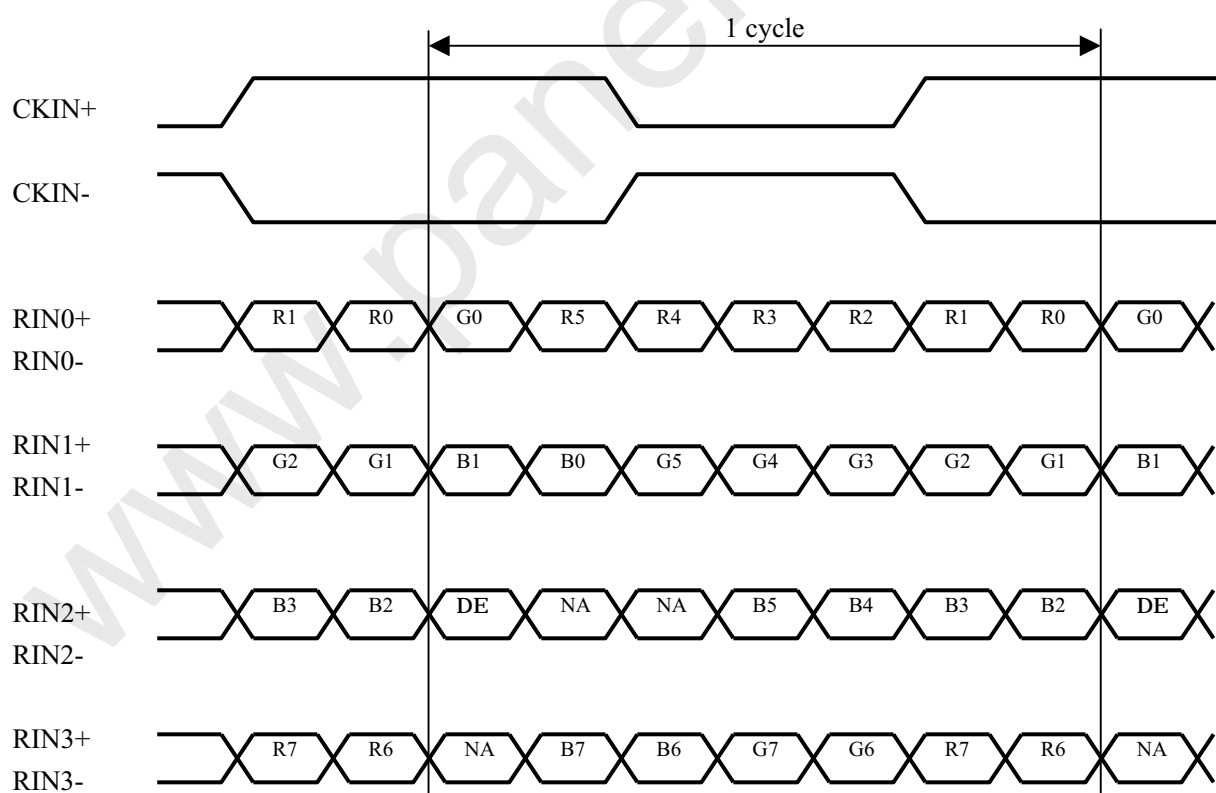 1 cycle
CKIN+
CKIN-
RIN0+
R1 R0 G0 R5 R4 R3 R2 R1 R0 G0
RIN0-
RIN1+
G2 G1 B1 B0 G5 G4 G3 G2 G1 B1
RIN1-
RIN2+
B3 B2 DE NA NA B5 B4 B3 B2 DE
RIN2-
RIN3+
R7 R6 NA B7 B6 G7 G6 R7 R6 NA
RIN3-
www.pane